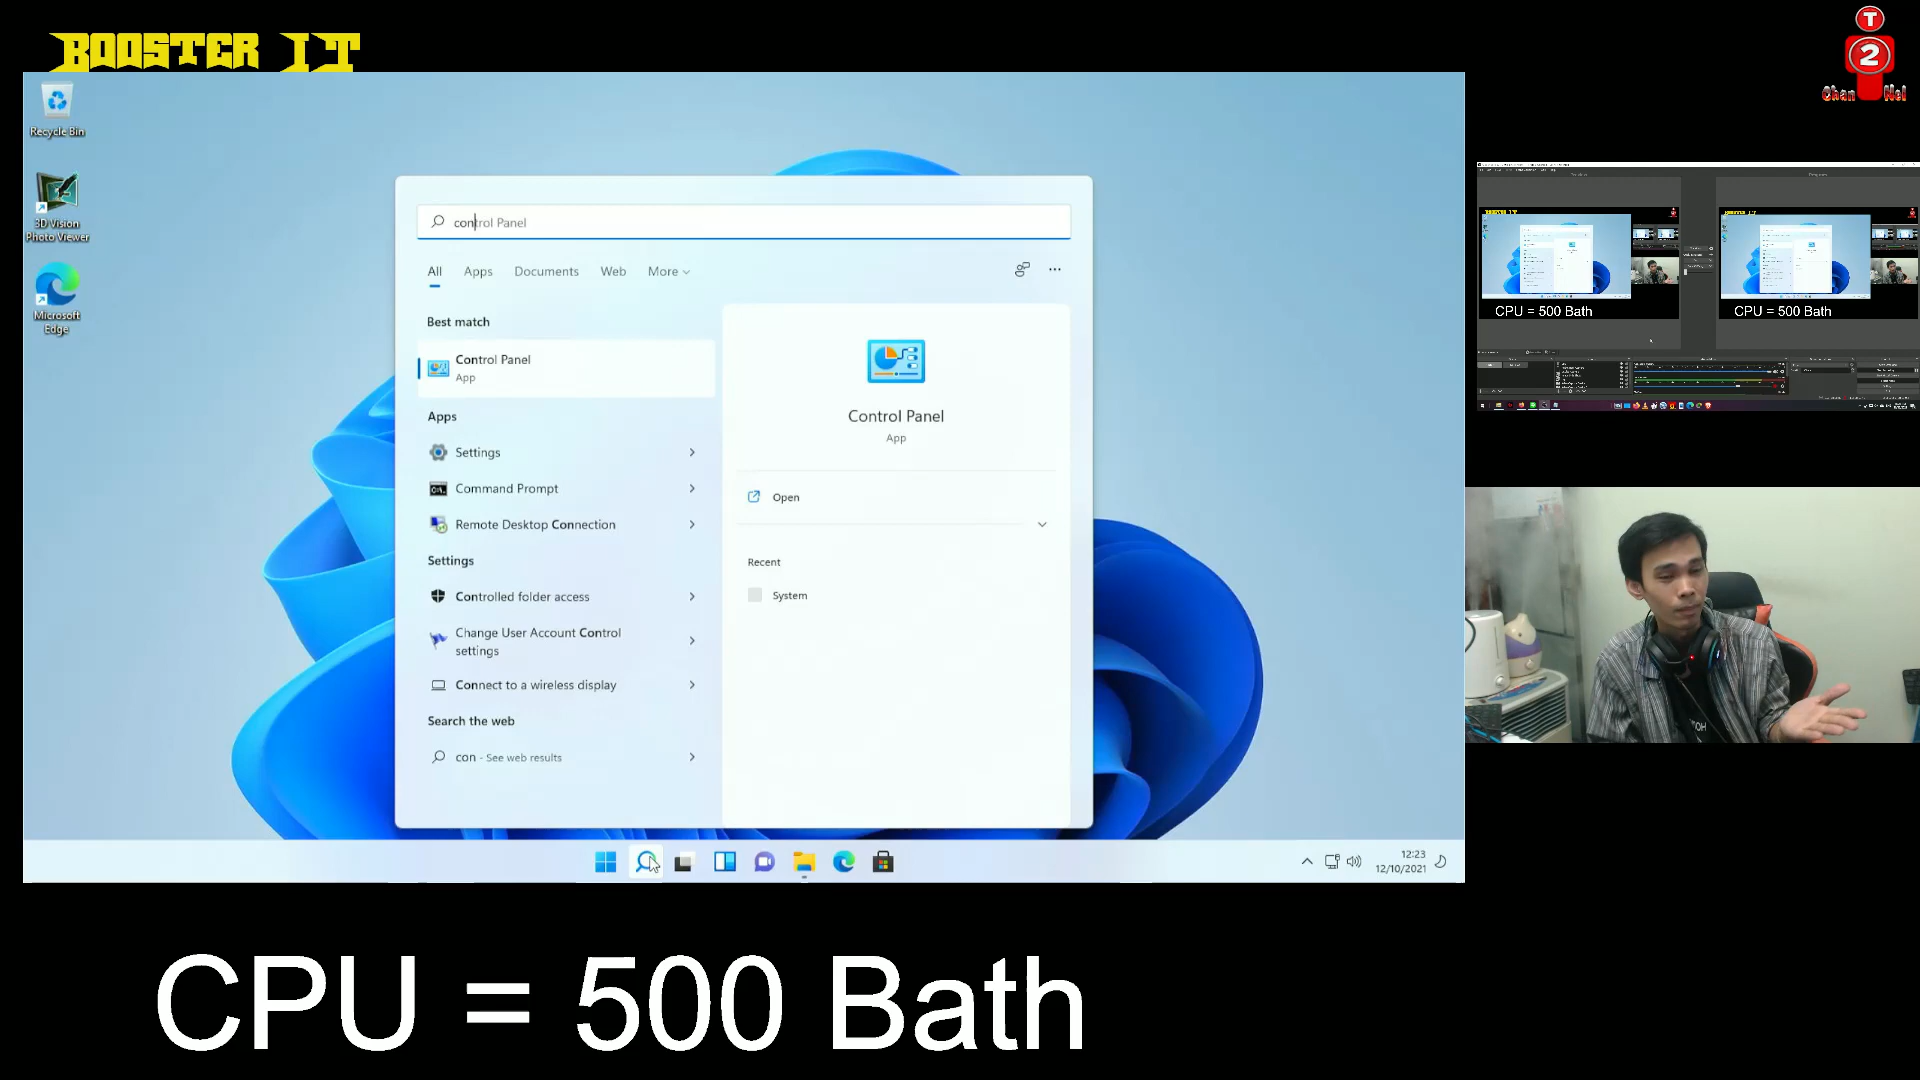 BOOSTER IT
T
2
Chan Nel
Recycle Bin
3D Vision
Photo Viewer
Microsoft
Edge
control Panel
All Apps Documents Web More
Best match
Control Panel
App
Apps
Settings
Command Prompt
Remote Desktop Connection
Settings
Controlled folder access
Change User Account Control
settings
Connect to a wireless display
Search the web
con - See web results
Control Panel
App
Open
Recent
System
12:23
12/10/2021
CPU = 500 Bath
CPU = 500 Bath
CPU = 500 Bath